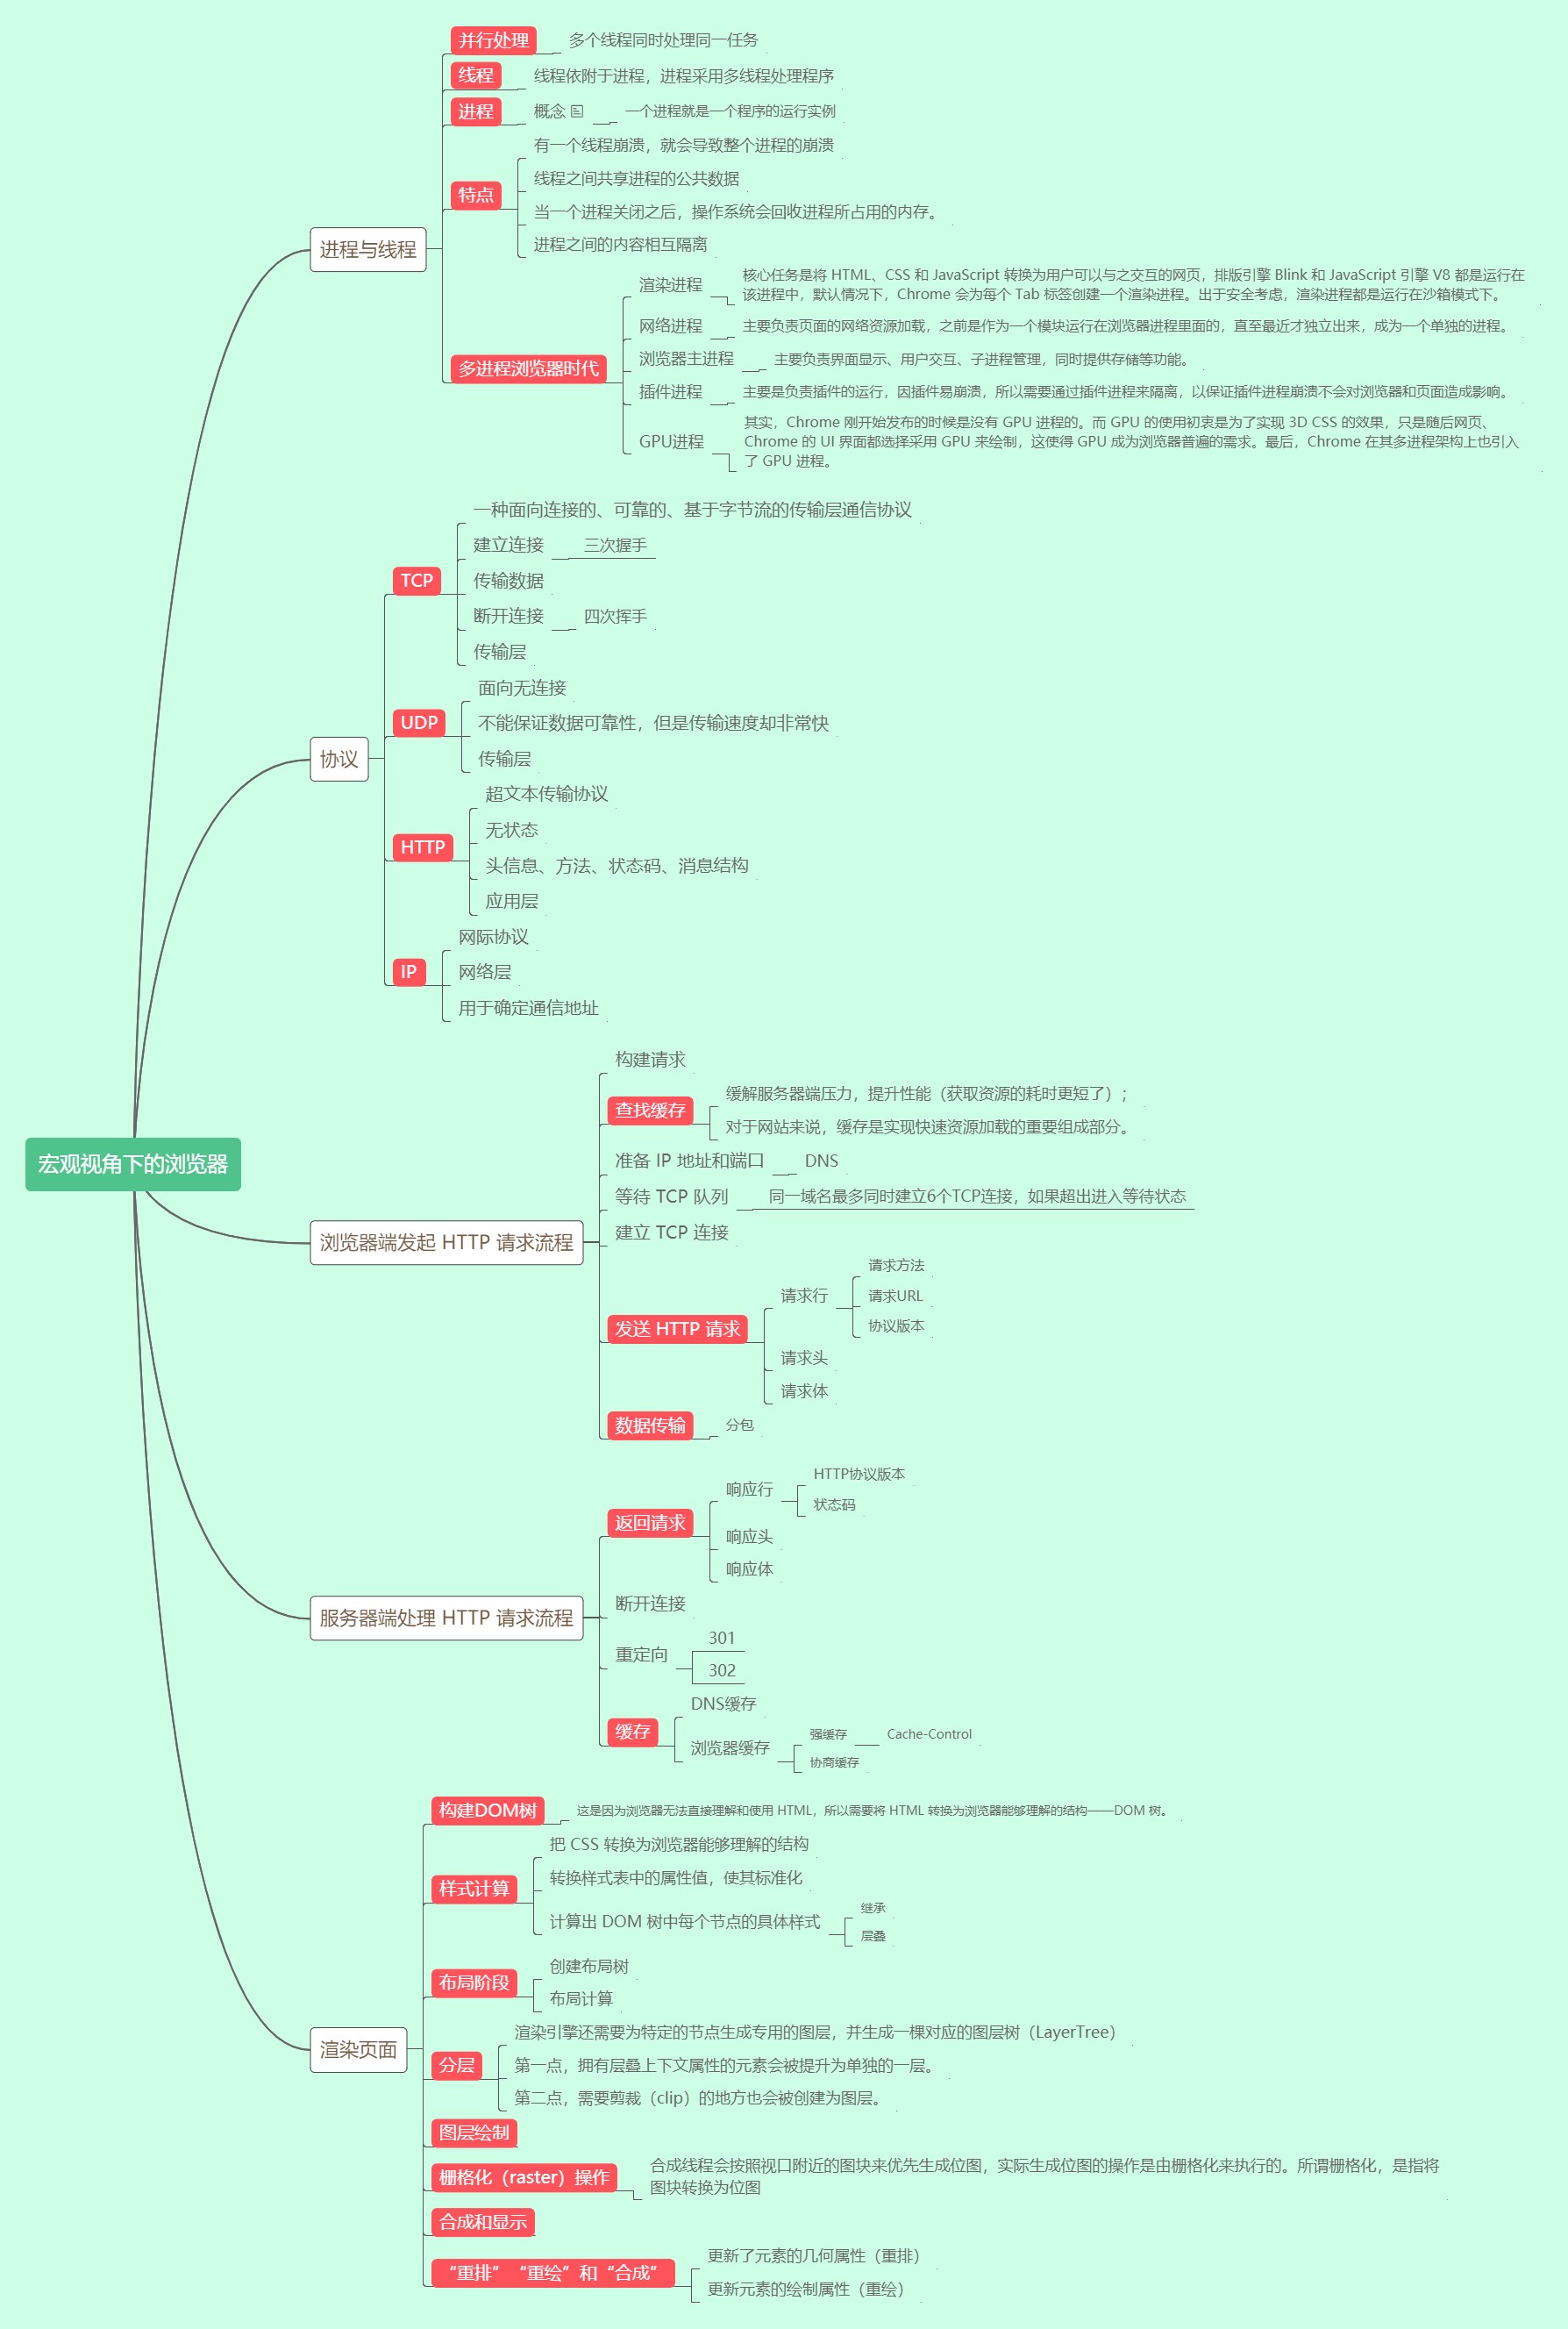 宏观视角下的浏览器
进程与线程
并行处理
多个线程同时处理同一任务
线程
线程依附于进程，进程采用多线程处理程序
进程
概念
一个进程就是一个程序的运行实例
特点
有一个线程崩溃，就会导致整个进程的崩溃
线程之间共享进程的公共数据
当一个进程关闭之后，操作系统会回收进程所占用的内存。
进程之间的内容相互隔离
多进程浏览器时代
渲染进程
核心任务是将 HTML、CSS 和 JavaScript 转换为用户可以与之交互的网页，排版引擎 Blink 和 JavaScript 引擎 V8 都是运行在
该进程中，默认情况下，Chrome 会为每个 Tab 标签创建一个渲染进程。出于安全考虑，渲染进程都是运行在沙箱模式下。
网络进程
主要负责页面的网络资源加载，之前是作为一个模块运行在浏览器进程里面的，直至最近才独立出来，成为一个单独的进程。
浏览器主进程
主要负责界面显示、用户交互、子进程管理，同时提供存储等功能。
插件进程
主要是负责插件的运行，因插件易崩溃，所以需要通过插件进程来隔离，以保证插件进程崩溃不会对浏览器和页面造成影响。
GPU进程
其实，Chrome 刚开始发布的时候是没有 GPU 进程的。而 GPU 的使用初衷是为了实现 3D CSS 的效果，只是随后网页、
Chrome 的 UI 界面都选择采用 GPU 来绘制，这使得 GPU 成为浏览器普遍的需求。最后，Chrome 在其多进程架构上也引入
了 GPU 进程。
协议
TCP
一种面向连接的、可靠的、基于字节流的传输层通信协议
建立连接
三次握手
传输数据
断开连接
四次挥手
传输层
UDP
面向无连接
不能保证数据可靠性，但是传输速度却非常快
传输层
HTTP
超文本传输协议
无状态
头信息、方法、状态码、消息结构
应用层
IP
网际协议
网络层
用于确定通信地址
浏览器端发起 HTTP 请求流程
构建请求
查找缓存
缓解服务器端压力，提升性能（获取资源的耗时更短了）；
对于网站来说，缓存是实现快速资源加载的重要组成部分。
准备 IP 地址和端口
DNS
等待 TCP 队列
同一域名最多同时建立6个TCP连接，如果超出进入等待状态
建立 TCP 连接
发送 HTTP 请求
请求行
请求方法
请求URL
协议版本
请求头
请求体
数据传输
分包
服务器端处理 HTTP 请求流程
返回请求
响应行
HTTP协议版本
状态码
响应头
响应体
断开连接
重定向
301
302
缓存
DNS缓存
浏览器缓存
强缓存
Cache-Control
协商缓存
渲染页面
构建DOM树
这是因为浏览器无法直接理解和使用 HTML，所以需要将 HTML 转换为浏览器能够理解的结构——DOM 树。
样式计算
把 CSS 转换为浏览器能够理解的结构
转换样式表中的属性值，使其标准化
计算出 DOM 树中每个节点的具体样式
继承
层叠
布局阶段
创建布局树
布局计算
分层
渲染引擎还需要为特定的节点生成专用的图层，并生成一棵对应的图层树（LayerTree）
第一点，拥有层叠上下文属性的元素会被提升为单独的一层。
第二点，需要剪裁（clip）的地方也会被创建为图层。
图层绘制
栅格化（raster）操作
合成线程会按照视口附近的图块来优先生成位图，实际生成位图的操作是由栅格化来执行的。所谓栅格化，是指将
图块转换为位图
合成和显示
“重排”“重绘”和“合成”
更新了元素的几何属性（重排）
更新元素的绘制属性（重绘）